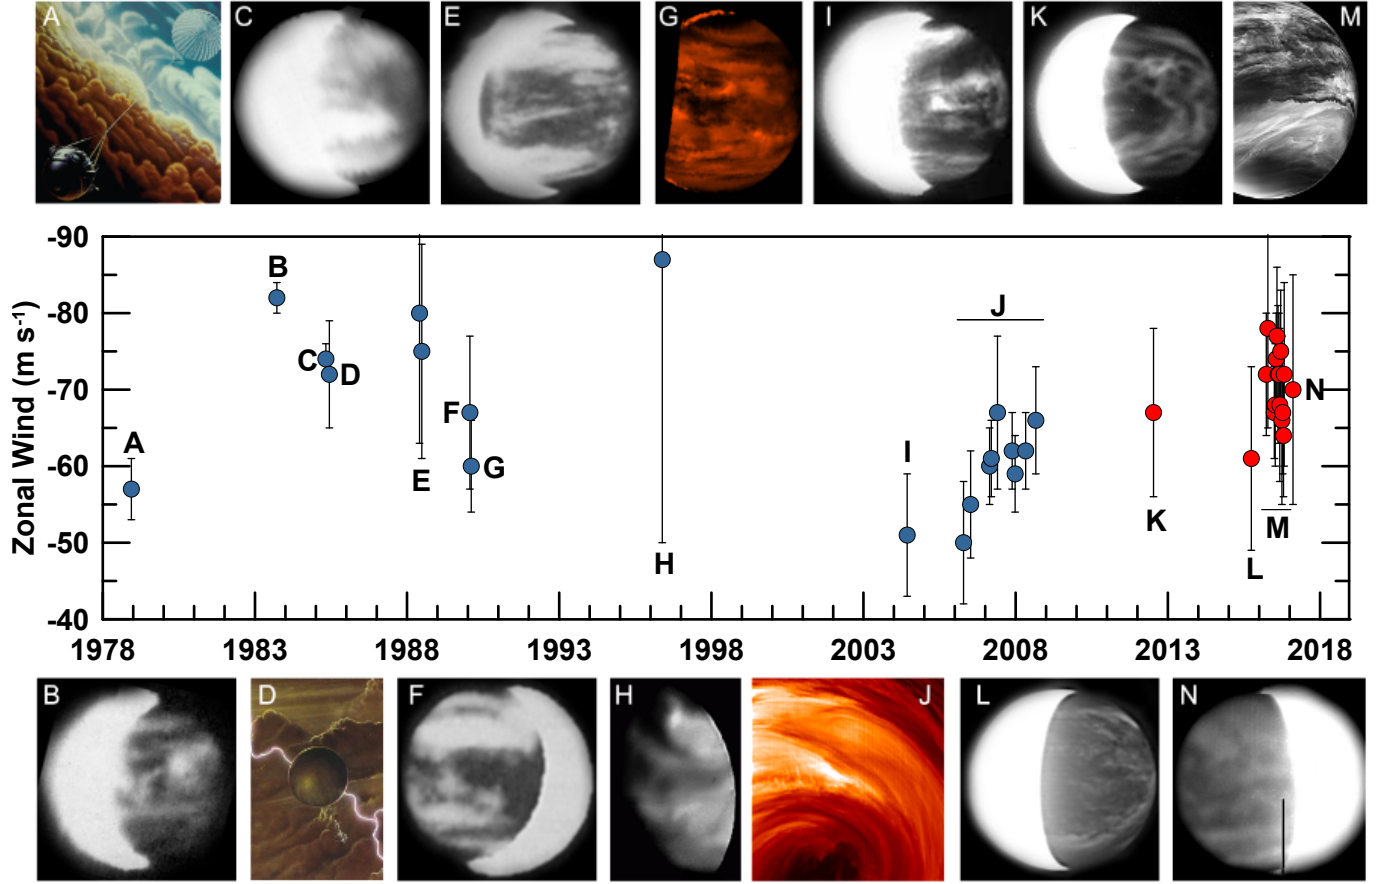 A C E G I K M
-90
-80
-70
-60
-50
-40
Zonal Wind (m s-1)
A
B
C
D
E
F
G
H
I
J
K
L
M
N
1978 1983 1988 1993 1998 2003 2008 2013 2018
B D F H J L N